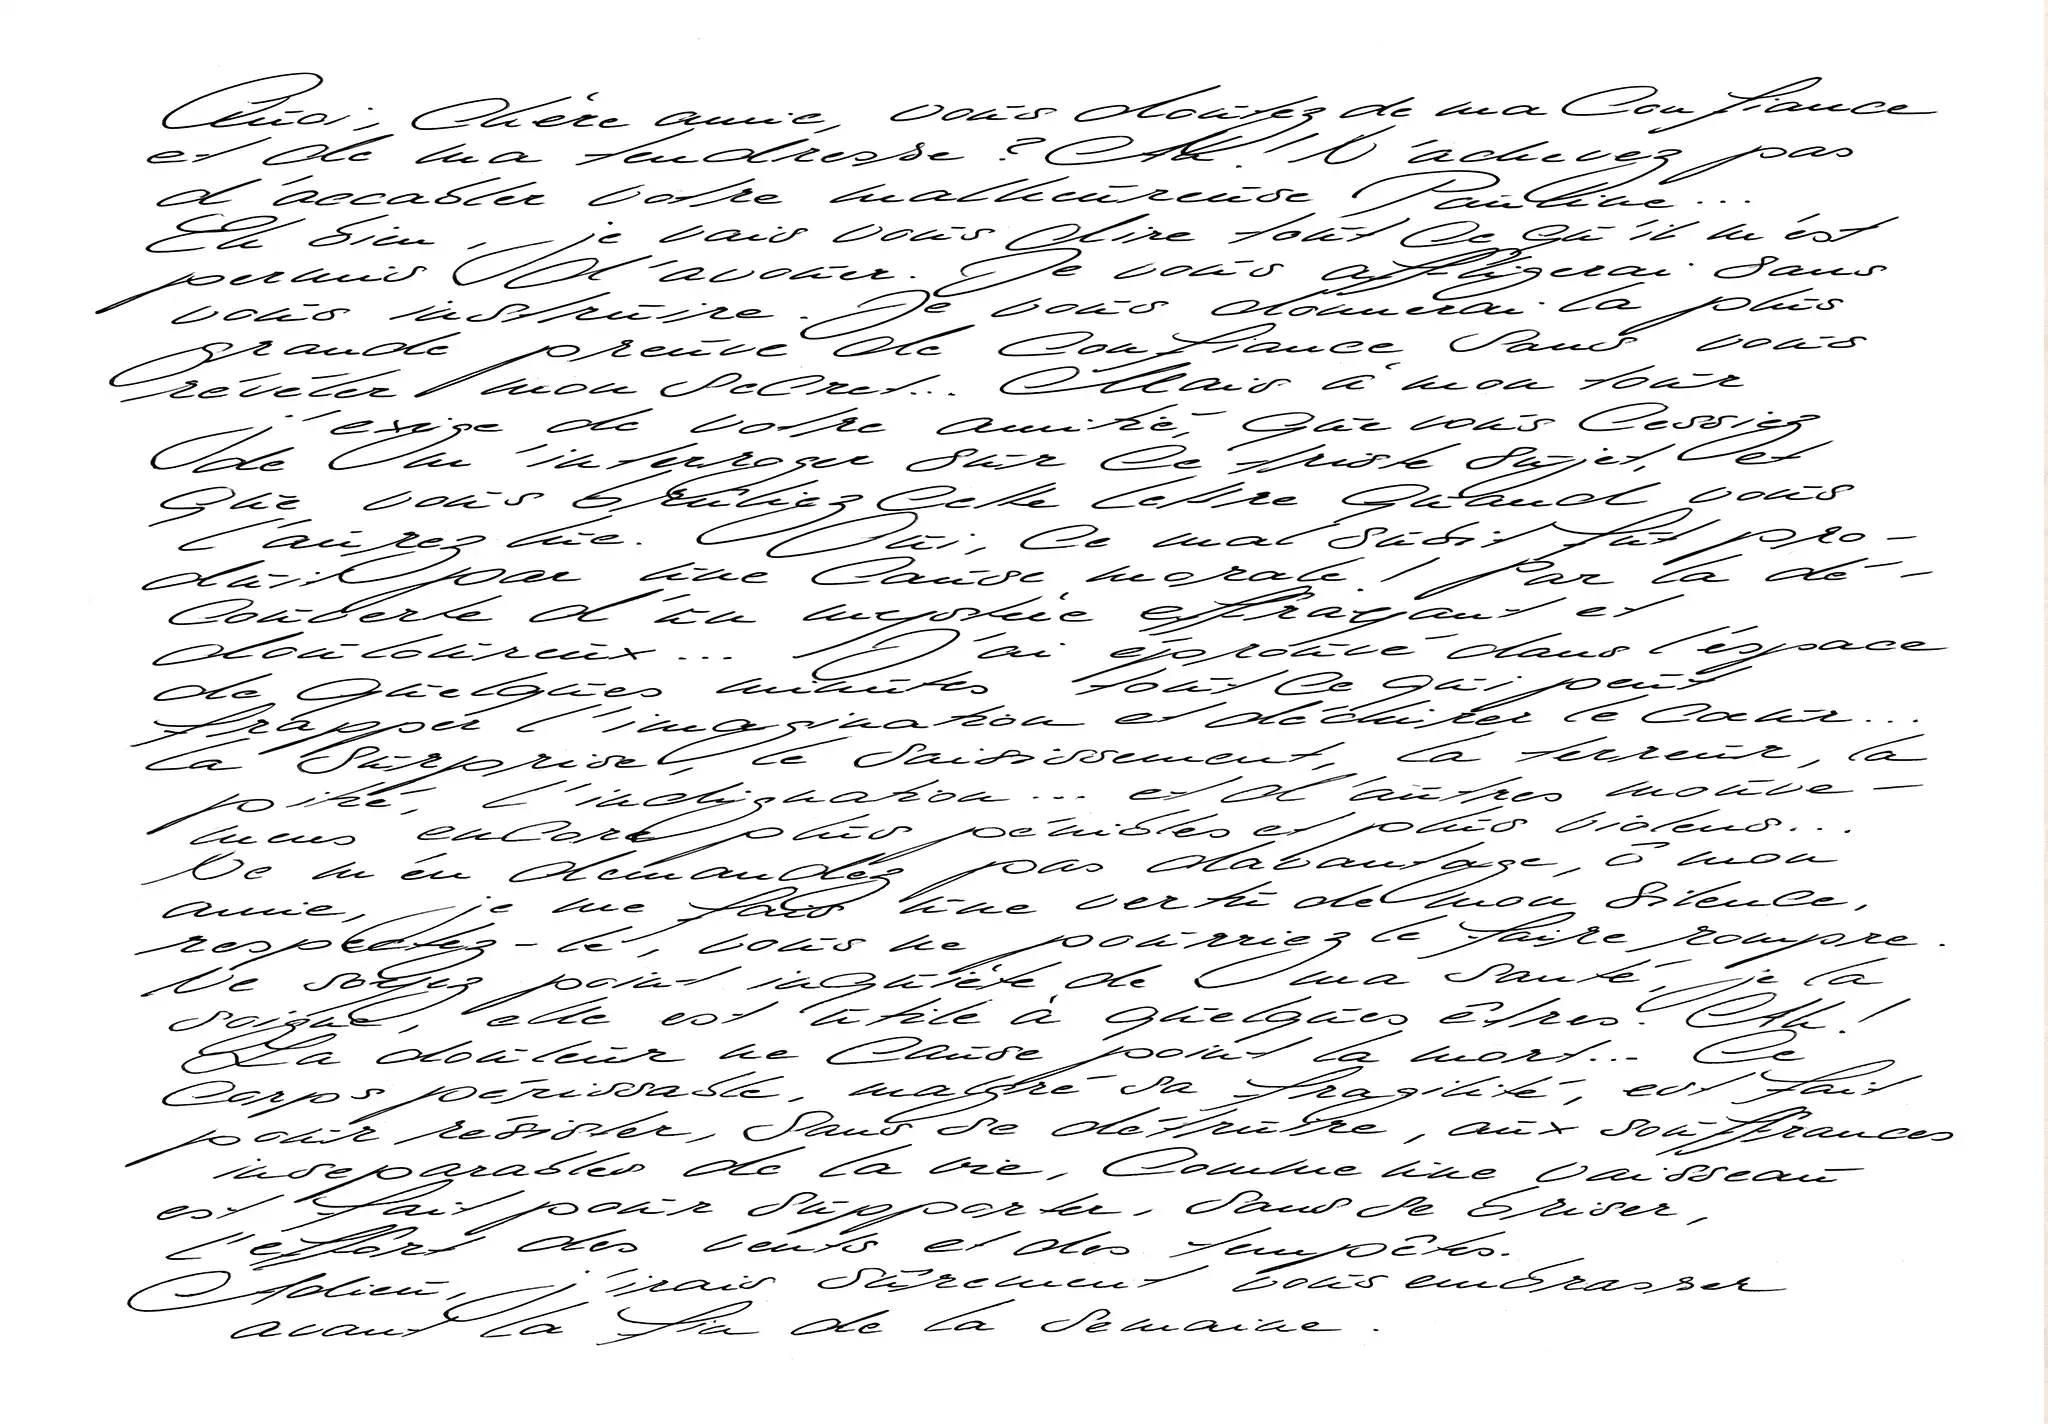 Quoi, Chère amie, vous doutez de ma Confiance
et de ma tendresse ? Ah ! N'achevez pas
d'accabler votre malheureuse Pauline...
Eh bien, je vais vous dire tout Ce qu'il m'est
permis d'avouer. Je vous affligerai sans
vous instruire. Je vous donnerai la plus
grande preuve de Confiance sans vous
révéler mon secret... Mais à mon tour
j'exige de votre amitié, que vous Cessiez
de m'interroger sur Ce triste sujet, et
que vous brûliez Cette lettre quand vous
l'aurez lue. Oui, Ce mal subit fut pro-
duit par une Cause morale ! Par la dé-
Couverte d'un mystère effrayant et
douloureux... J'ai éprouvé dans l'espace
de quelques minutes tout Ce qui peut
frapper l'imagination et déchirer le Cœur...
la surprise, le saisissement, la terreur, la
pitié, l'indignation... et d'autres mouve-
mens encore plus pénibles et plus violens...
Ne m'en demandez pas davantage, ô mon
amie, je me fais une vertu de mon silence,
respectez-le, vous ne pourriez le faire rompre.
Ne soyez point inquiète de ma santé, je la
soigne, elle est utile à quelques êtres. Ah !
La douleur ne Cause point la mort... Ce
Corps périssable, malgré sa fragilité, est fait
pour résister, sans se détruire, aux souffrances
inséparables de la vie, Comme une vaisseau
est fait pour supporter, sans se briser,
l'effort des vents et des tempêtes.
Adieu, j'irais sûrement vous embrasser
avant la fin de la semaine.